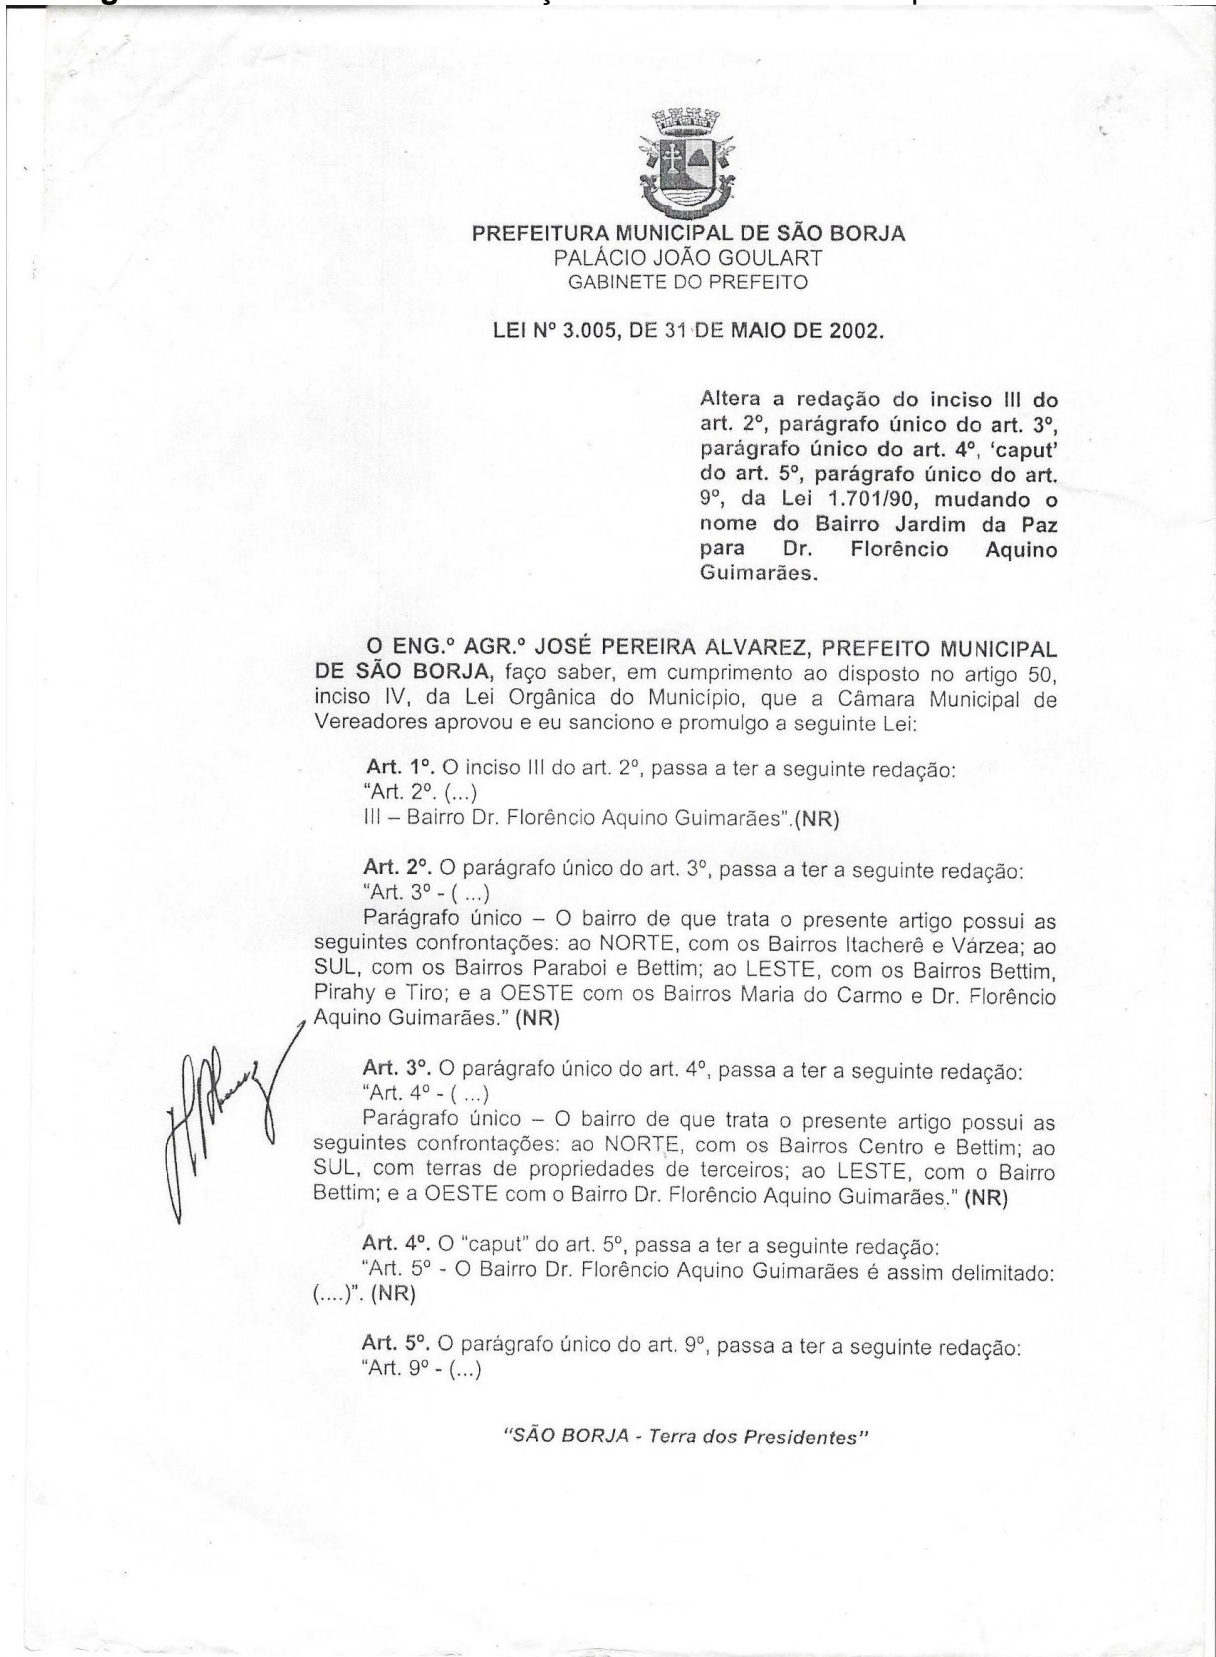 PREFEITURA MUNICIPAL DE SÃO BORJA
PALÁCIO JOÃO GOULART
GABINETE DO PREFEITO
LEI Nº 3.005, DE 31 DE MAIO DE 2002.
Altera a redação do inciso III do
art. 2º, parágrafo único do art. 3º,
parágrafo único do art. 4º, ‘caput’
do art. 5º, parágrafo único do art.
9º, da Lei 1.701/90, mudando o
nome do Bairro Jardim da Paz
para Dr. Florêncio Aquino
Guimarães.
O ENG.º AGR.º JOSÉ PEREIRA ALVAREZ, PREFEITO MUNICIPAL
DE SÃO BORJA, faço saber, em cumprimento ao disposto no artigo 50,
inciso IV, da Lei Orgânica do Município, que a Câmara Municipal de
Vereadores aprovou e eu sanciono e promulgo a seguinte Lei:
Art. 1º. O inciso III do art. 2º, passa a ter a seguinte redação:
“Art. 2º. (...)
III – Bairro Dr. Florêncio Aquino Guimarães”.(NR)
Art. 2º. O parágrafo único do art. 3º, passa a ter a seguinte redação:
“Art. 3º - ( ...)
Parágrafo único – O bairro de que trata o presente artigo possui as
seguintes confrontações: ao NORTE, com os Bairros Itacherê e Várzea; ao
SUL, com os Bairros Paraboi e Bettim; ao LESTE, com os Bairros Bettim,
Pirahy e Tiro; e a OESTE com os Bairros Maria do Carmo e Dr. Florêncio
Aquino Guimarães.” (NR)
Art. 3º. O parágrafo único do art. 4º, passa a ter a seguinte redação:
“Art. 4º - ( ...)
Parágrafo único – O bairro de que trata o presente artigo possui as
seguintes confrontações: ao NORTE, com os Bairros Centro e Bettim; ao
SUL, com terras de propriedades de terceiros; ao LESTE, com o Bairro
Bettim; e a OESTE com o Bairro Dr. Florêncio Aquino Guimarães.” (NR)
Art. 4º. O “caput” do art. 5º, passa a ter a seguinte redação:
“Art. 5º - O Bairro Dr. Florêncio Aquino Guimarães é assim delimitado:
(....)”. (NR)
Art. 5º. O parágrafo único do art. 9º, passa a ter a seguinte redação:
“Art. 9º - (...)
“SÃO BORJA - Terra dos Presidentes”